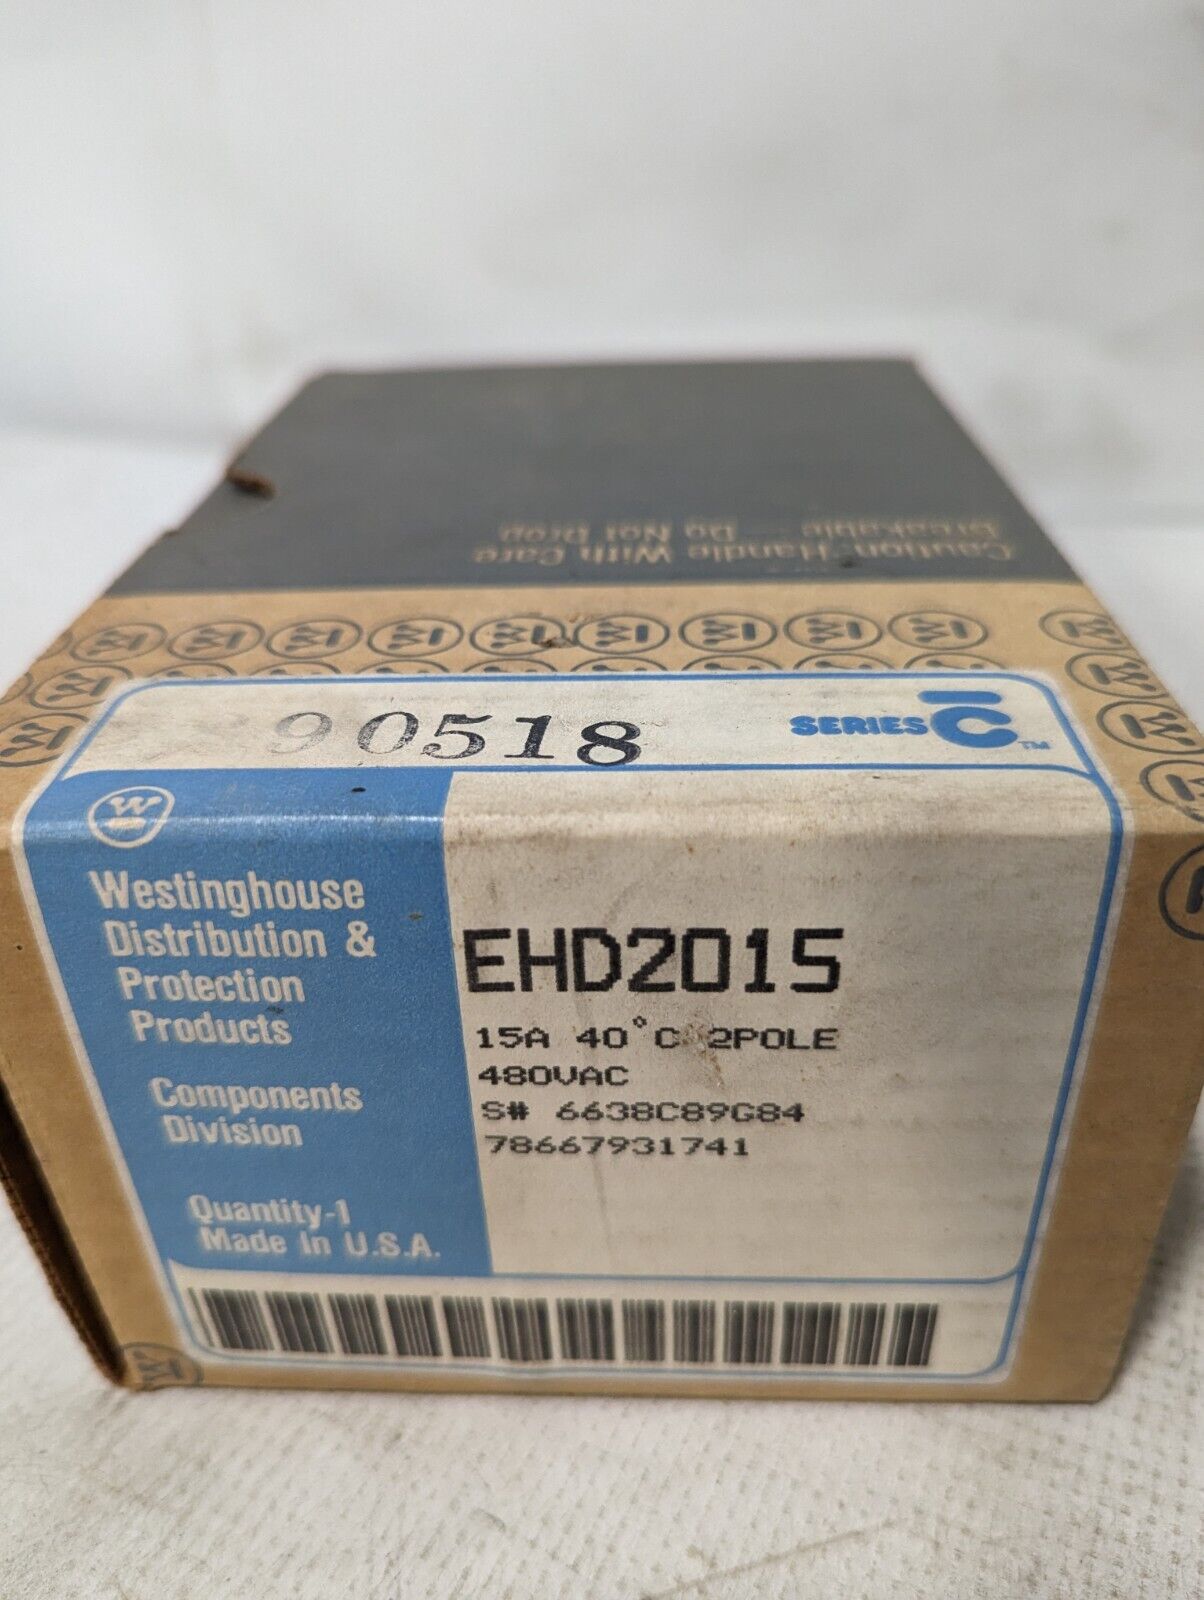 Caution Handle With Care
Breakable — Do Not Drop
90518
SERIES C TM
W
Westinghouse
Distribution &
Protection
Products
Components
Division
Quantity-1
Made in U.S.A.
EHD2015
15A 40°C 2POLE
480VAC
S# 6638C89G84
78667931741